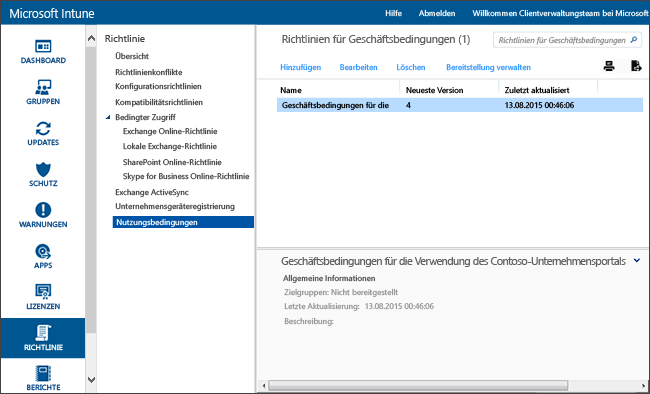 Microsoft Intune
Hilfe Abmelden Willkommen Clientverwaltungsteam bei Microsoft
DASHBOARD
GRUPPEN
UPDATES
SCHUTZ
WARNUNGEN
APPS
LIZENZEN
RICHTLINIE
BERICHTE
Richtlinie
Übersicht
Richtlinienkonflikte
Konfigurationsrichtlinien
Kompatibilitätsrichtlinien
Bedingter Zugriff
Exchange Online-Richtlinie
Lokale Exchange-Richtlinie
SharePoint Online-Richtlinie
Skype for Business Online-Richtlinie
Exchange ActiveSync
Unternehmensgeräteregistrierung
Nutzungsbedingungen
Richtlinien für Geschäftsbedingungen (1)
Richtlinien für Geschäftsbedingungen
Hinzufügen Bearbeiten Löschen Bereitstellung verwalten
Name Neueste Version Zuletzt aktualisiert
Geschäftsbedingungen für die 4 13.08.2015 00:46:06
Geschäftsbedingungen für die Verwendung des Contoso-Unternehmensportals
Allgemeine Informationen
Zielgruppen: Nicht bereitgestellt
Letzte Aktualisierung: 13.08.2015 00:46:06
Beschreibung: